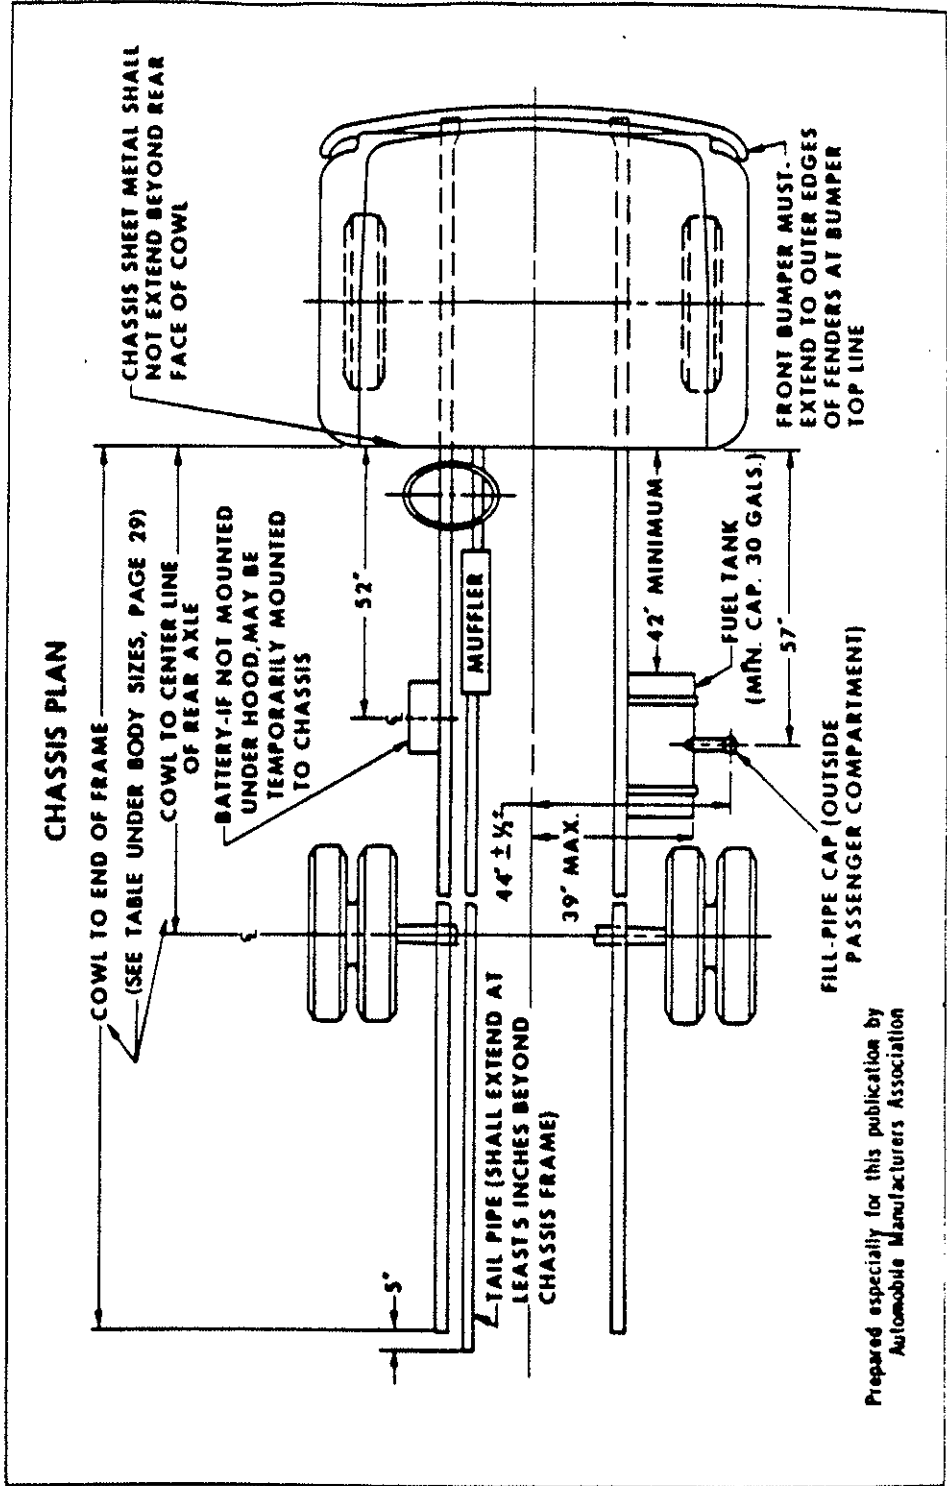 CHASSIS PLAN
COWL TO END OF FRAME
(SEE TABLE UNDER BODY SIZES, PAGE 29)
COWL TO CENTER LINE
OF REAR AXLE
CHASSIS SHEET METAL SHALL
NOT EXTEND BEYOND REAR
FACE OF COWL
BATTERY-IF NOT MOUNTED
UNDER HOOD, MAY BE
TEMPORARILY MOUNTED
TO CHASSIS
52"
MUFFLER
5"
TAIL PIPE (SHALL EXTEND AT
LEAST 5 INCHES BEYOND
CHASSIS FRAME)
44" ± ½"
39" MAX.
42" MINIMUM
FUEL TANK
(MIN. CAP. 30 GALS.)
57"
FILL-PIPE CAP (OUTSIDE
PASSENGER COMPARTMENT)
FRONT BUMPER MUST-
EXTEND TO OUTER EDGES
OF FENDERS AT BUMPER
TOP LINE
Prepared especially for this publication by
Automobile Manufacturers Association